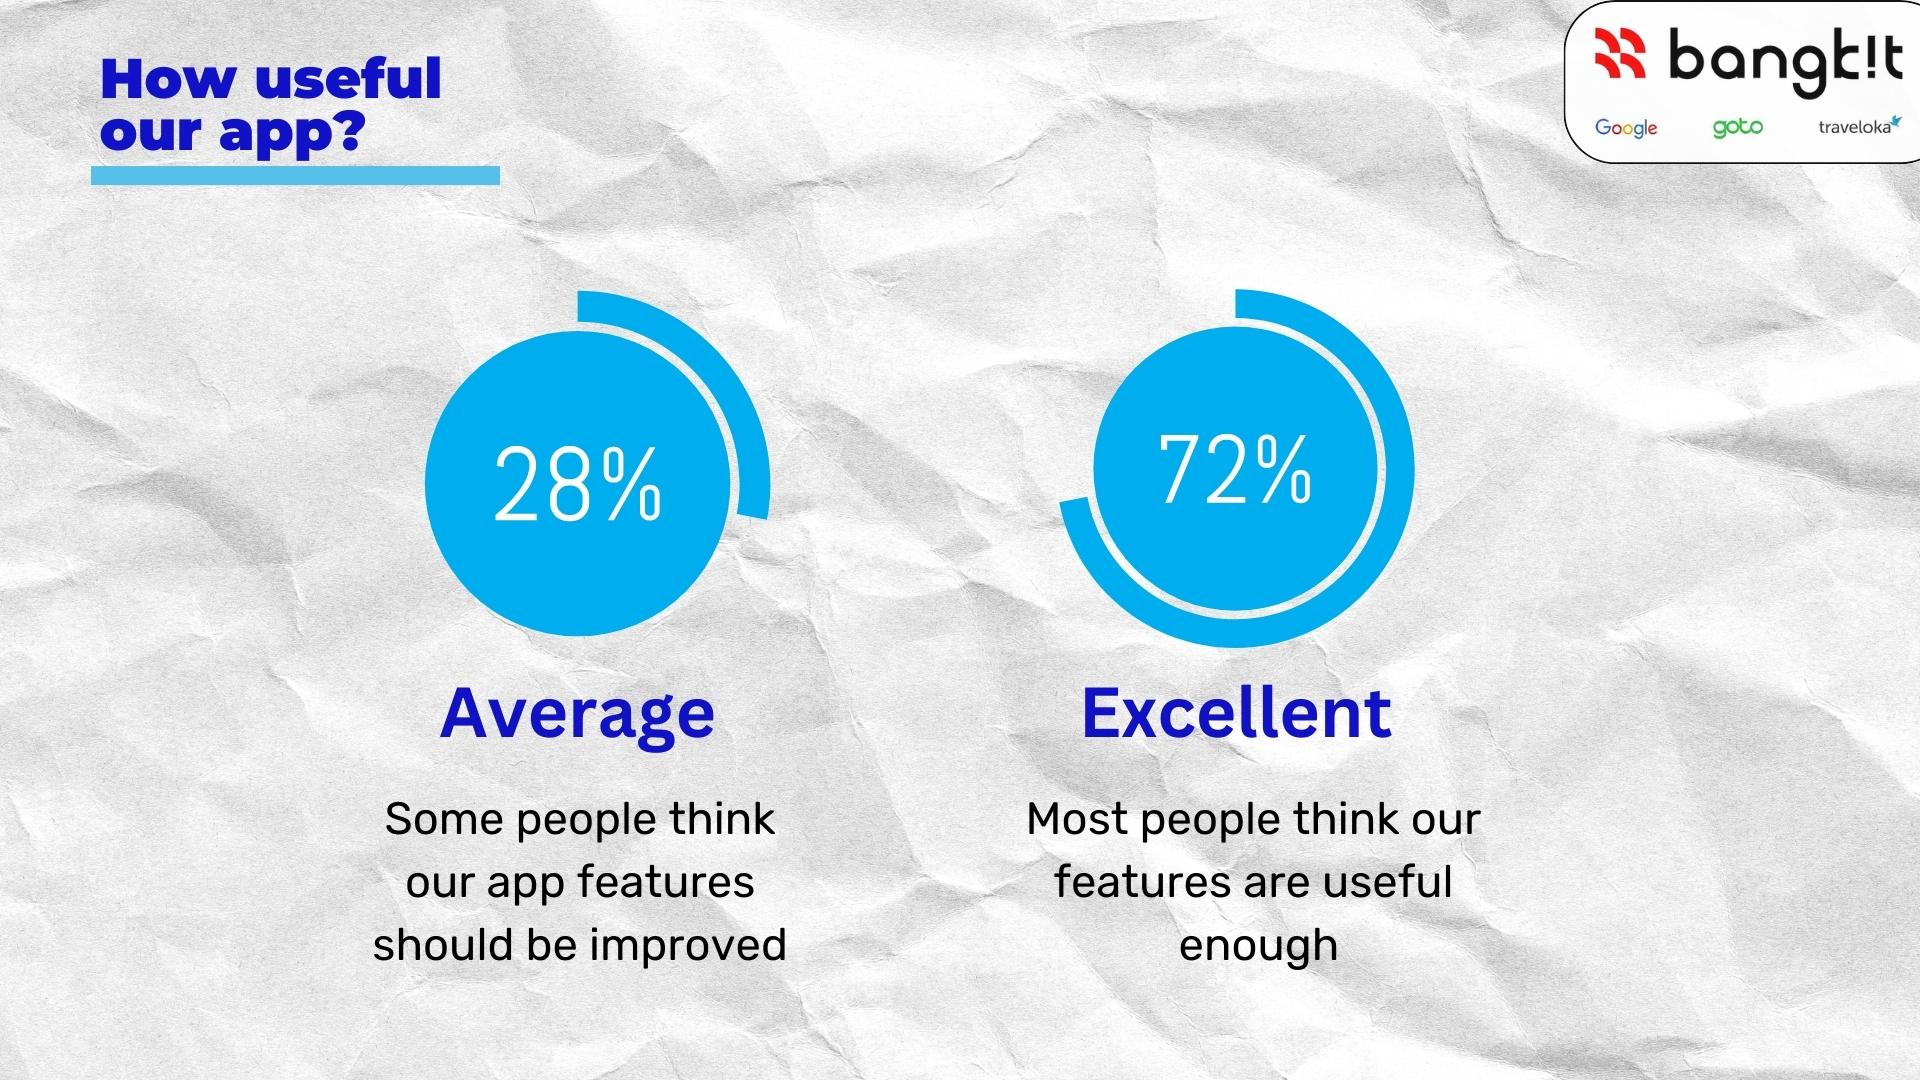 How useful
our app?
bangk!t
Google
goto
traveloka
28%
72%
Average
Excellent
Some people think
our app features
should be improved
Most people think our
features are useful
enough